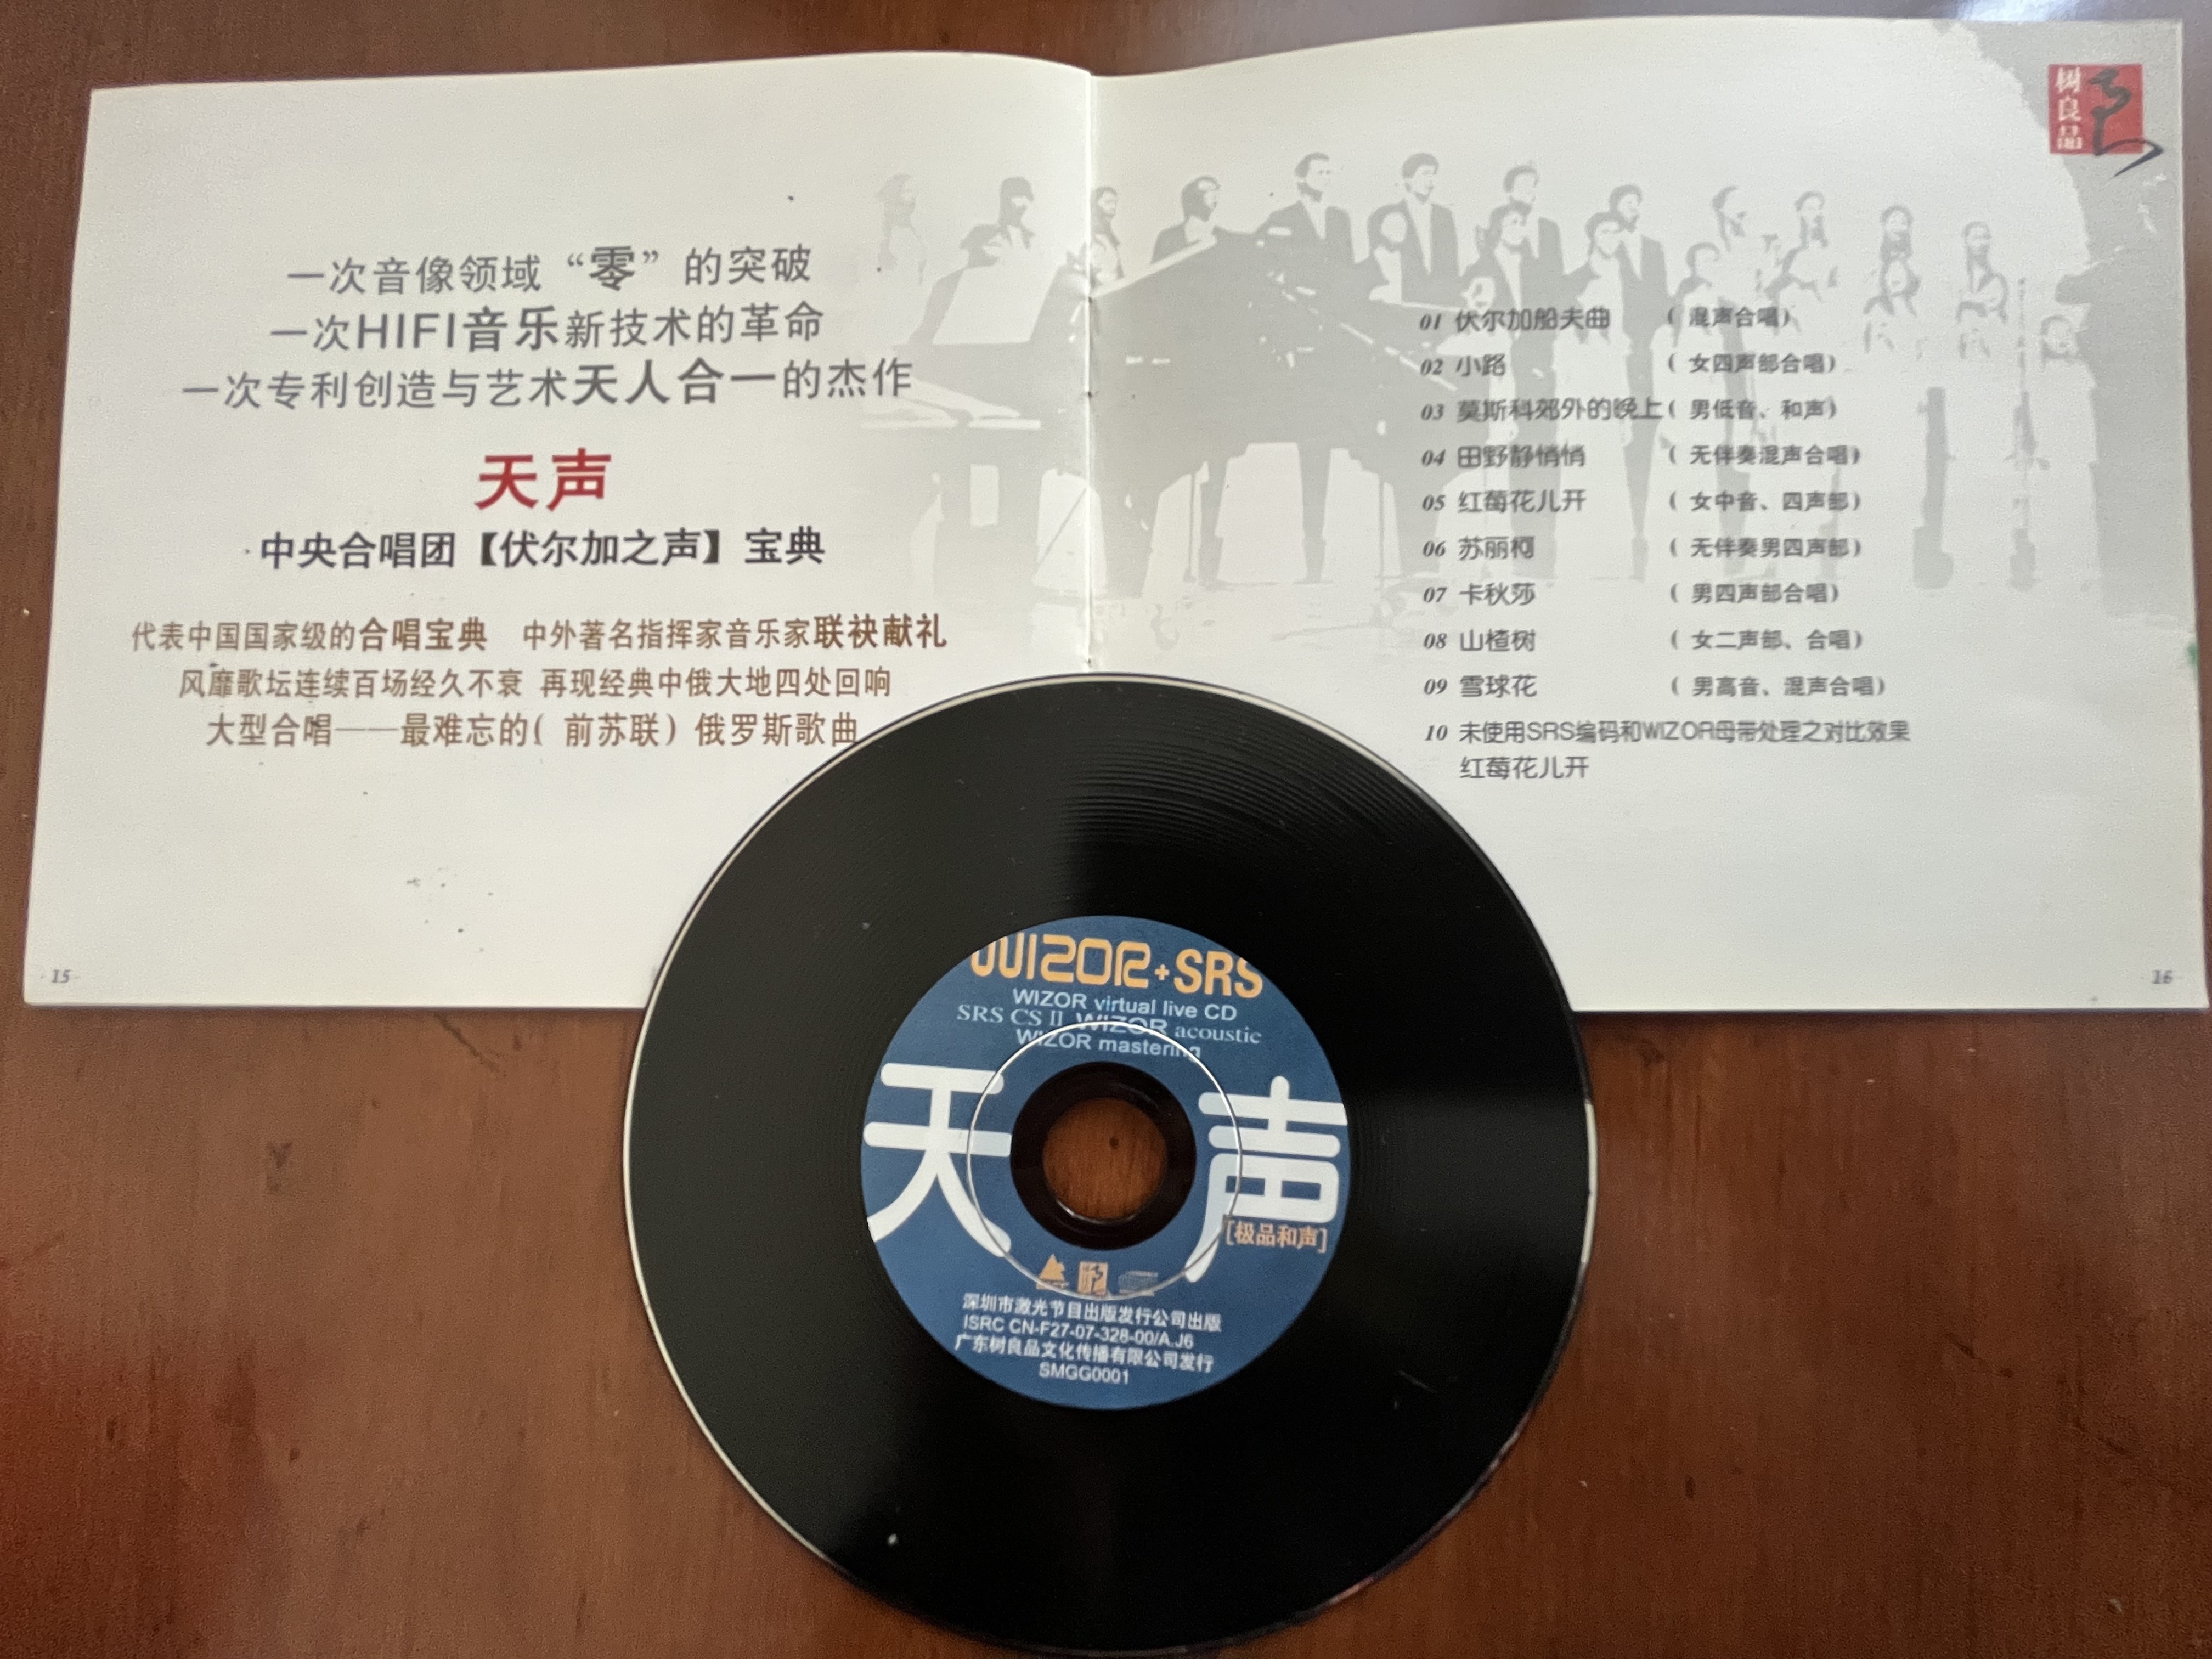 一次音像领域“零”的突破
一次HIFI音乐新技术的革命
一次专利创造与艺术天人合一的杰作
天声
中央合唱团【伏尔加之声】宝典
代表中国国家级的合唱宝典 中外著名指挥家音乐家联袂献礼
风靡歌坛连续百场经久不衰 再现经典中俄大地四处回响
大型合唱——最难忘的(前苏联)俄罗斯歌曲
15
树良品
01 伏尔加船夫曲 (混声合唱)
02 小路 (女四声部合唱)
03 莫斯科郊外的晚上(男低音、和声)
04 田野静悄悄 (无伴奏混声合唱)
05 红莓花儿开 (女中音、四声部)
06 苏丽柯 (无伴奏男四声部)
07 卡秋莎 (男四声部合唱)
08 山楂树 (女二声部、合唱)
09 雪球花 (男高音、混声合唱)
10 未使用SRS编码和WIZOR母带处理之对比效果
红莓花儿开
16
WIZOR+SRS
WIZOR virtual live CD
SRS CS II WIZOR acoustic
WIZOR mastering
天声
[极品和声]
深圳市激光节目出版发行公司出版
ISRC CN-F27-07-328-00/A.J6
广东树良品文化传播有限公司发行
SMGG0001